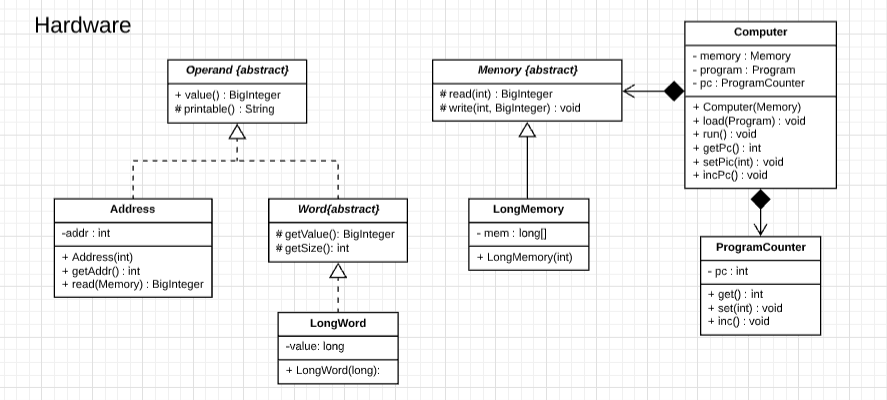 Hardware
Operand {abstract}
+ value() : BigInteger
# printable() : String
Address
-addr : int
+ Address(int)
+ getAddr() : int
+ read(Memory) : BigInteger
Word{abstract}
# getValue(): BigInteger
# getSize(): int
LongWord
-value: long
+ LongWord(long):
Memory {abstract}
# read(int) : BigInteger
# write(int, BigInteger) : void
LongMemory
- mem : long[]
+ LongMemory(int)
Computer
- memory : Memory
- program : Program
- pc : ProgramCounter
+ Computer(Memory)
+ load(Program) : void
+ run() : void
+ getPc() : int
+ setPic(int) : void
+ incPc() : void
ProgramCounter
- pc : int
+ get() : int
+ set(int) : void
+ inc() : void